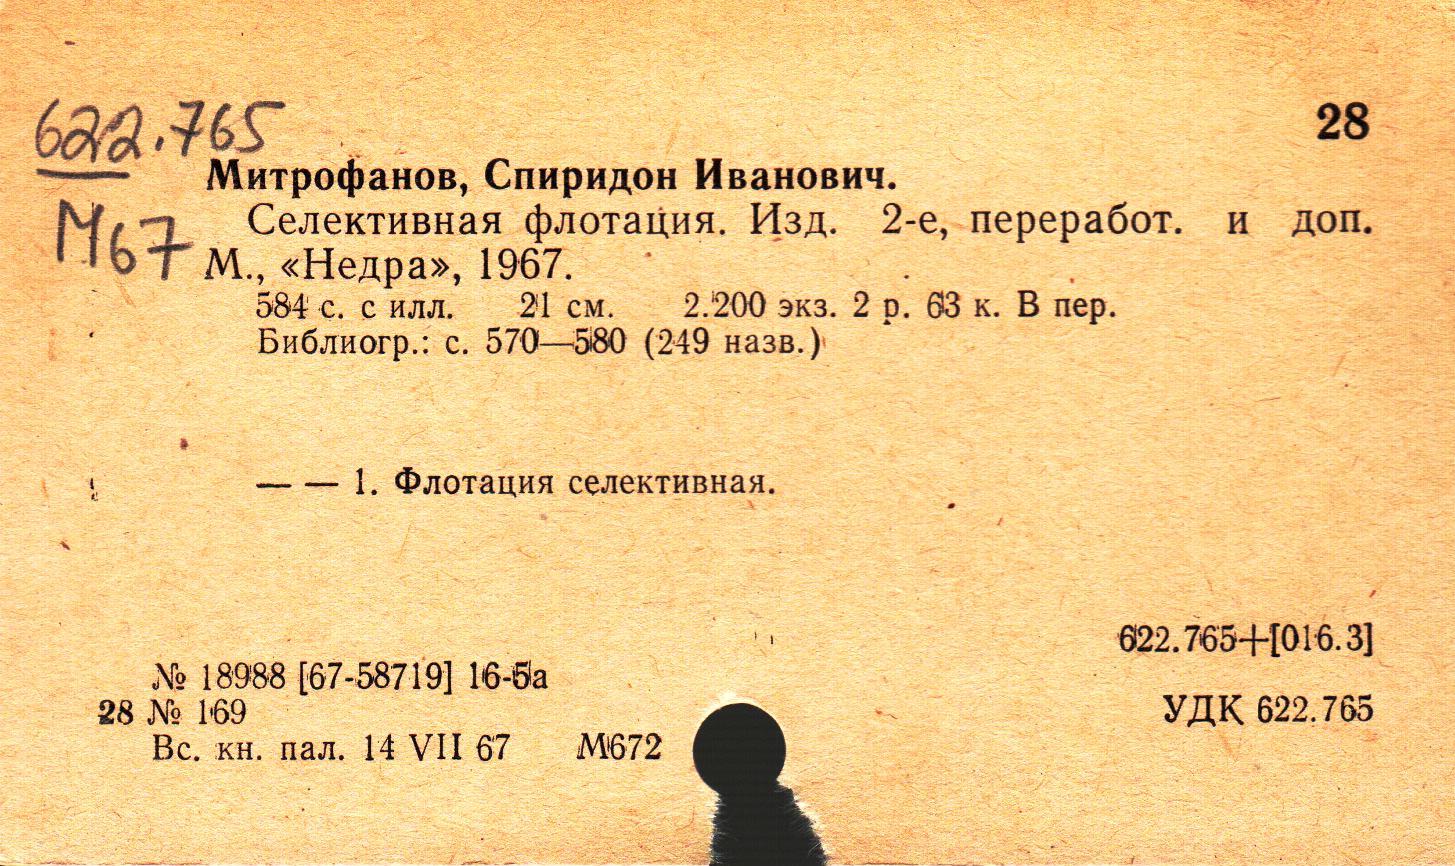 622.765
28
Митрофанов, Спиридон Иванович.
М67
Селективная флотация. Изд. 2-е, переработ. и доп.
М., «Недра», 1967.
584 с. с илл. 21 см. 2.200 экз. 2 р. 63 к. В пер.
Библиогр.: с. 570—580 (249 назв.)
— — 1. Флотация селективная.
622.765+[016.3]
№ 18988 [67-58719] 16-5а
28 № 169
УДК 622.765
Вс. кн. пал. 14 VII 67 М672